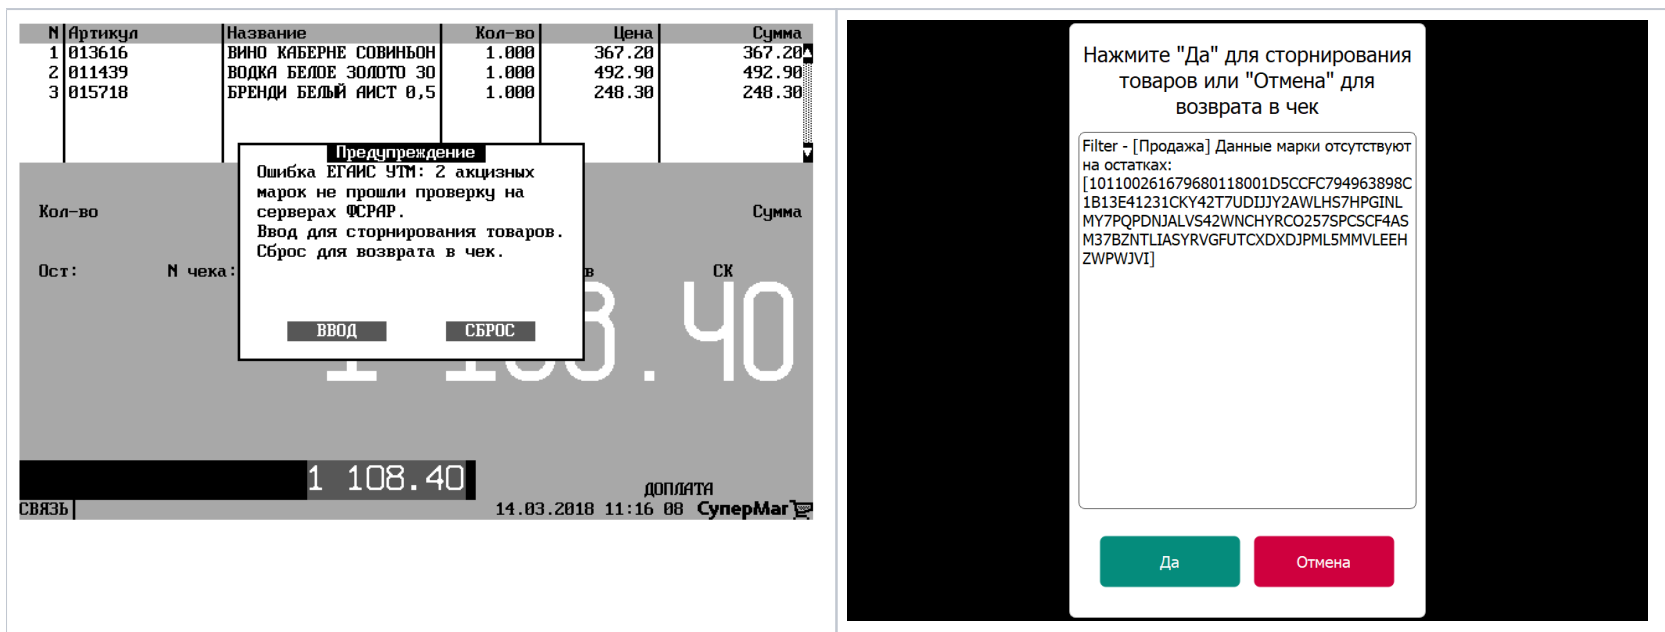 N Артикул Название Кол-во Цена Сумма
1 013616 ВИНО КАБЕРНЕ СОВИНЬОН 1.000 367.20 367.20
2 011439 ВОДКА БЕЛОЕ ЗОЛОТО ЗО 1.000 492.90 492.90
3 015718 БРЕНДИ БЕЛЫЙ АИСТ 0,5 1.000 248.30 248.30
Предупреждение
Ошибка ЕГАИС УТМ: 2 акцизных
марок не прошли проверку на
серверах ФСРАР.
Ввод для сторнирования товаров.
Сброс для возврата в чек.
ВВОД СБРОС
Кол-во Сумма
Ост: N чека: в СК
1 108.40
ДОПЛАТА
СВЯЗЬ 14.03.2018 11:16 08 СуперМаг
Нажмите "Да" для сторнирования
товаров или "Отмена" для
возврата в чек
Filter - [Продажа] Данные марки отсутствуют
на остатках:
[101100261679680118001D5CCFC794963898C
1B13E41231CKY42T7UDIJJY2AWLHS7HPGINL
MY7PQPDNJALVS42WNCHYRCO257SPCSCF4AS
M37BZNTLIASYRVGFUTCXDXDJPML5MMVLEEH
ZWPWJVI]
Да Отмена